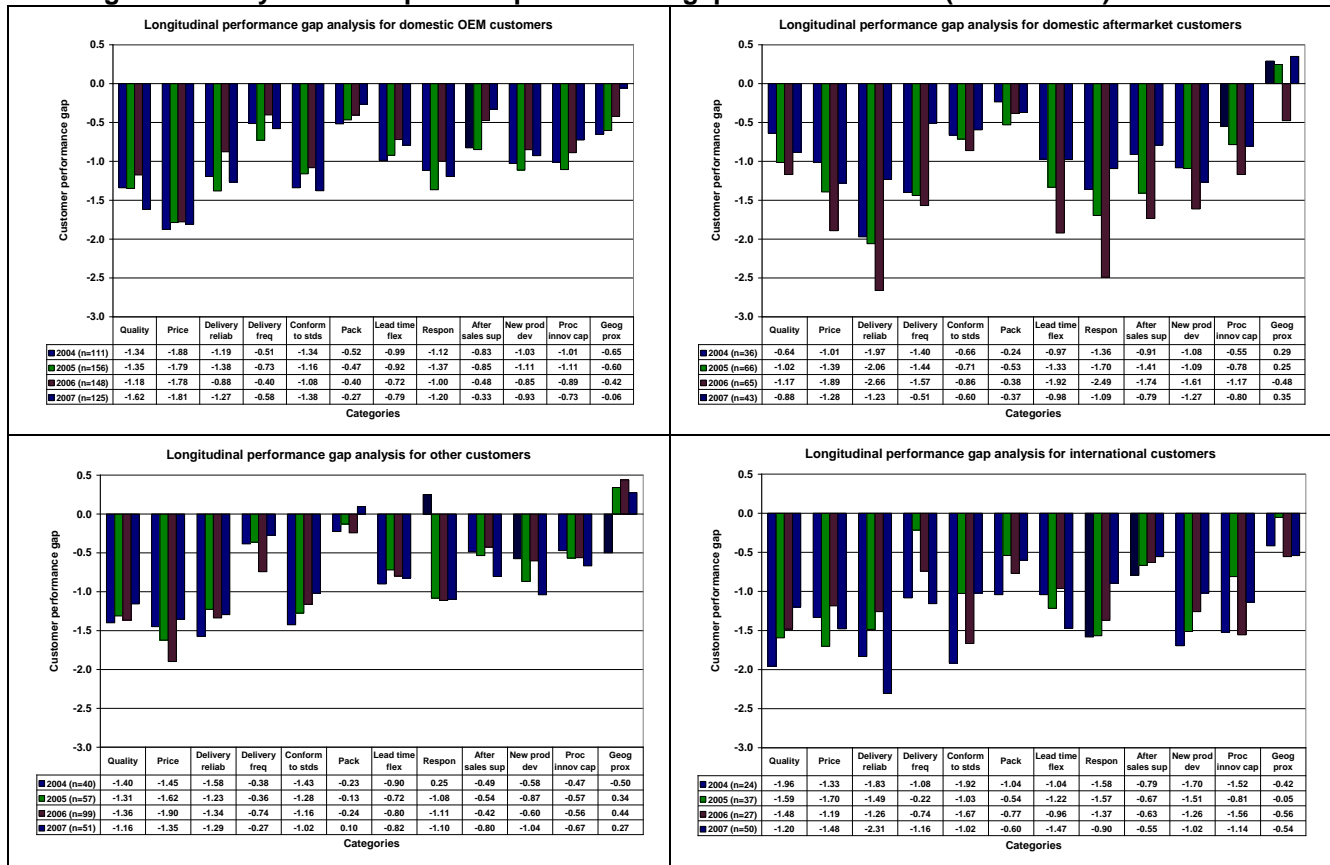 Longitudinal performance gap analysis for domestic OEM customers
0.5
0.0
-0.5
-1.0
-1.5
-2.0
-2.5
-3.0
Customer performance gap
Quality Price Delivery reliab Delivery freq Conform to stds Pack Lead time flex Respon After sales sup New prod dev Proc innov cap Geog prox
2004 (n=111) -1.34 -1.88 -1.19 -0.51 -1.34 -0.52 -0.99 -1.12 -0.83 -1.03 -1.01 -0.65
2005 (n=156) -1.35 -1.79 -1.38 -0.73 -1.16 -0.47 -0.92 -1.37 -0.85 -1.11 -1.11 -0.60
2006 (n=148) -1.18 -1.78 -0.88 -0.40 -1.08 -0.40 -0.72 -1.00 -0.48 -0.85 -0.89 -0.42
2007 (n=125) -1.62 -1.81 -1.27 -0.58 -1.38 -0.27 -0.79 -1.20 -0.33 -0.93 -0.73 -0.06
Categories
Longitudinal performance gap analysis for domestic aftermarket customers
0.5
0.0
-0.5
-1.0
-1.5
-2.0
-2.5
-3.0
Customer performance gap
Quality Price Delivery reliab Delivery freq Conform to stds Pack Lead time flex Respon After sales sup New prod dev Proc innov cap Geog prox
2004 (n=36) -0.64 -1.01 -1.97 -1.40 -0.66 -0.24 -0.97 -1.36 -0.91 -1.08 -0.55 0.29
2005 (n=66) -1.02 -1.39 -2.06 -1.44 -0.71 -0.53 -1.33 -1.70 -1.41 -1.09 -0.78 0.25
2006 (n=65) -1.17 -1.89 -2.66 -1.57 -0.86 -0.38 -1.92 -2.49 -1.74 -1.61 -1.17 -0.48
2007 (n=43) -0.88 -1.28 -1.23 -0.51 -0.60 -0.37 -0.98 -1.09 -0.79 -1.27 -0.80 0.35
Categories
Longitudinal performance gap analysis for other customers
0.5
0.0
-0.5
-1.0
-1.5
-2.0
-2.5
-3.0
Customer performance gap
Quality Price Delivery reliab Delivery freq Conform to stds Pack Lead time flex Respon After sales sup New prod dev Proc innov cap Geog prox
2004 (n=40) -1.40 -1.45 -1.58 -0.38 -1.43 -0.23 -0.90 0.25 -0.49 -0.58 -0.47 -0.50
2005 (n=57) -1.31 -1.62 -1.23 -0.36 -1.28 -0.13 -0.72 -1.08 -0.54 -0.87 -0.57 0.34
2006 (n=99) -1.36 -1.90 -1.34 -0.74 -1.16 -0.24 -0.80 -1.11 -0.42 -0.60 -0.56 0.44
2007 (n=51) -1.16 -1.35 -1.29 -0.27 -1.02 0.10 -0.82 -1.10 -0.80 -1.04 -0.67 0.27
Categories
Longitudinal performance gap analysis for international customers
0.5
0.0
-0.5
-1.0
-1.5
-2.0
-2.5
-3.0
Customer performance gap
Quality Price Delivery reliab Delivery freq Conform to stds Pack Lead time flex Respon After sales sup New prod dev Proc innov cap Geog prox
2004 (n=24) -1.96 -1.33 -1.83 -1.08 -1.92 -1.04 -1.04 -1.58 -0.79 -1.70 -1.52 -0.42
2005 (n=37) -1.59 -1.70 -1.49 -0.22 -1.03 -0.54 -1.22 -1.57 -0.67 -1.51 -0.81 -0.05
2006 (n=27) -1.48 -1.19 -1.26 -0.74 -1.67 -0.77 -0.96 -1.37 -0.63 -1.26 -1.56 -0.56
2007 (n=50) -1.20 -1.48 -2.31 -1.16 -1.02 -0.60 -1.47 -0.90 -0.55 -1.02 -1.14 -0.54
Categories